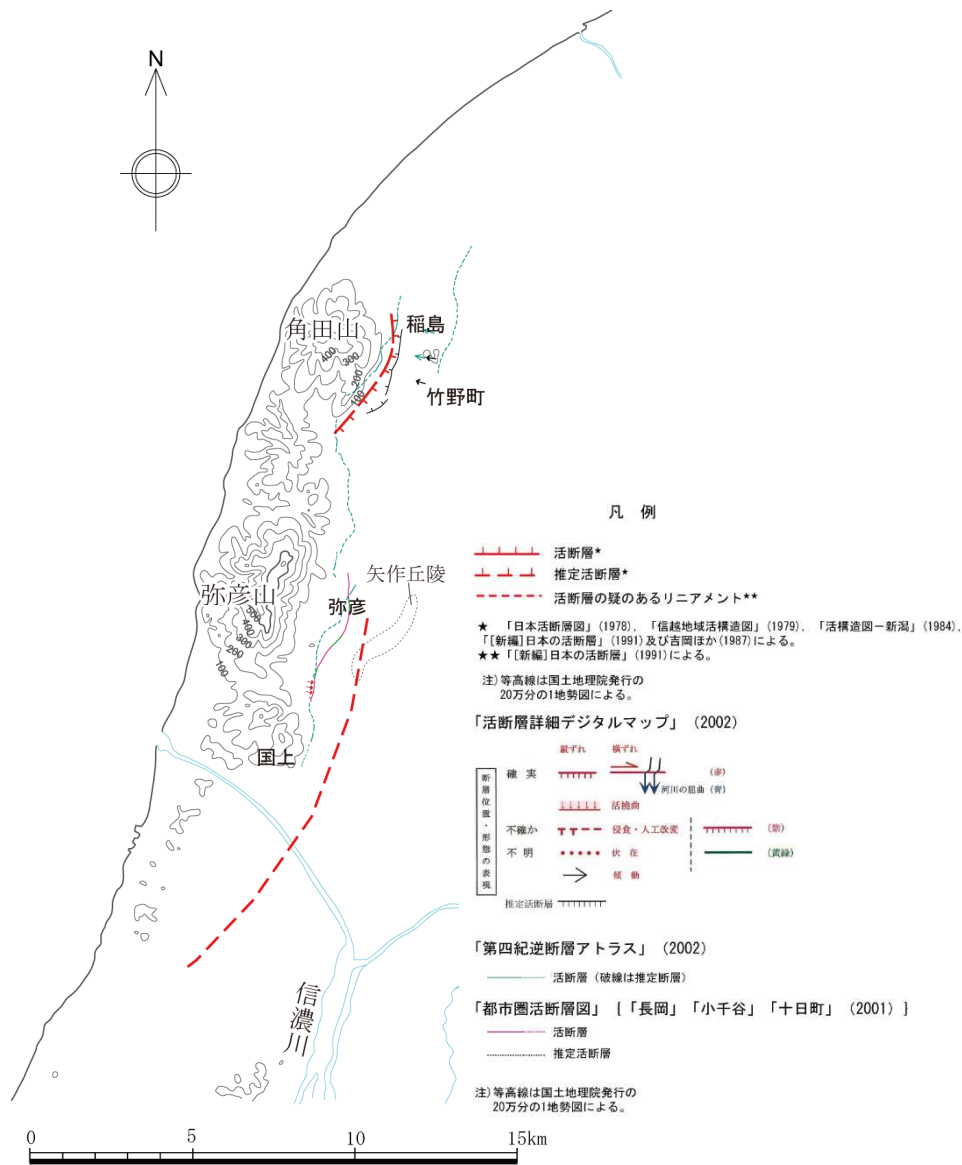 N
角田山
稲島
竹野町
400
300
200
100
矢作丘陵
弥彦山
弥彦
500
400
300
200
100
国上
信濃川
0 5 10 15km
凡 例
活断層★
推定活断層★
活断層の疑のあるリニアメント★★
★ 「日本活断層図」(1978)、「信越地域活構造図」(1979)、「活構造図－新潟」(1984)、
「[新編]日本の活断層」(1991)及び吉岡ほか(1987)による。
★★「[新編]日本の活断層」(1991)による。
注)等高線は国土地理院発行の
20万分の1地勢図による。
「活断層詳細デジタルマップ」(2002)
縦ずれ 横ずれ
断層位置・形態の表現
確 実 (赤)
河川の屈曲(青)
活撓曲
不確か 侵食・人工改変 (紫)
不 明 伏 在 (黄緑)
傾 動
推定活断層
「第四紀逆断層アトラス」(2002)
活断層(破線は推定断層)
「都市圏活断層図」{「長岡」「小千谷」「十日町」(2001)}
活断層
推定活断層
注)等高線は国土地理院発行の
20万分の1地勢図による。